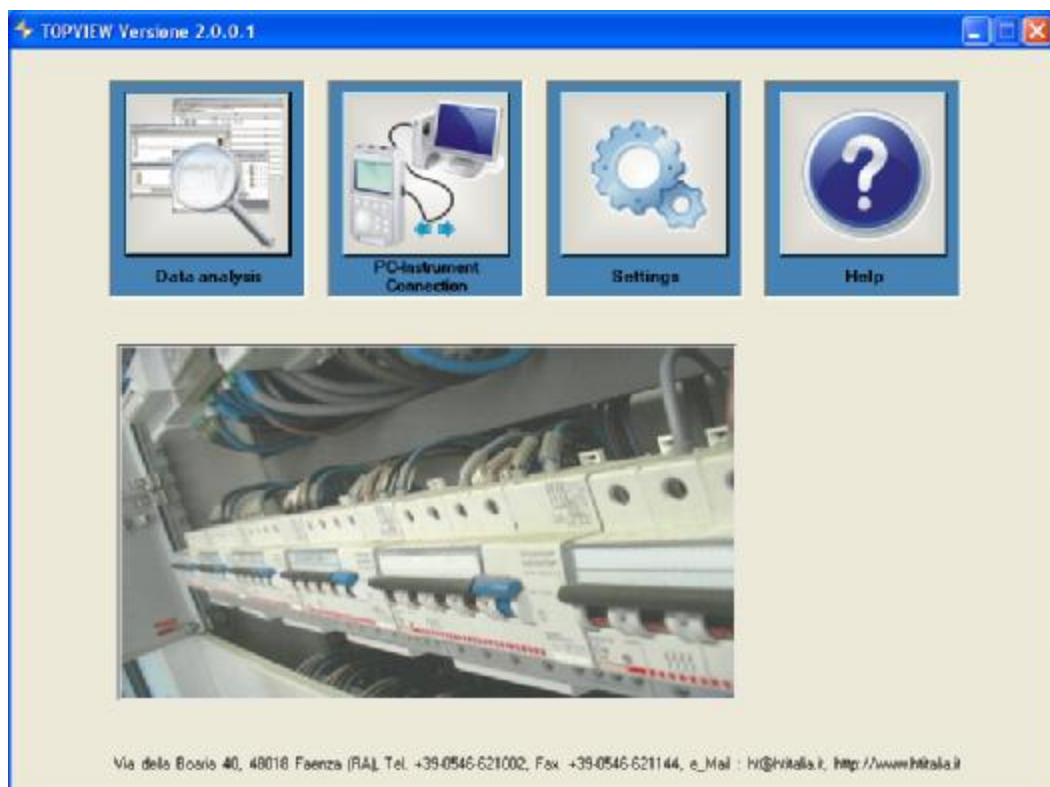 TOPVIEW Versione 2.0.0.1
Data analysis
PC-Instrument
Connection
Settings
Help
Via della Boaria 40, 48018 Faenza (RA), Tel. +39-0546-621002, Fax +39-0546-621144, e_Mail : ht@htitalia.it, http://www.htitalia.it